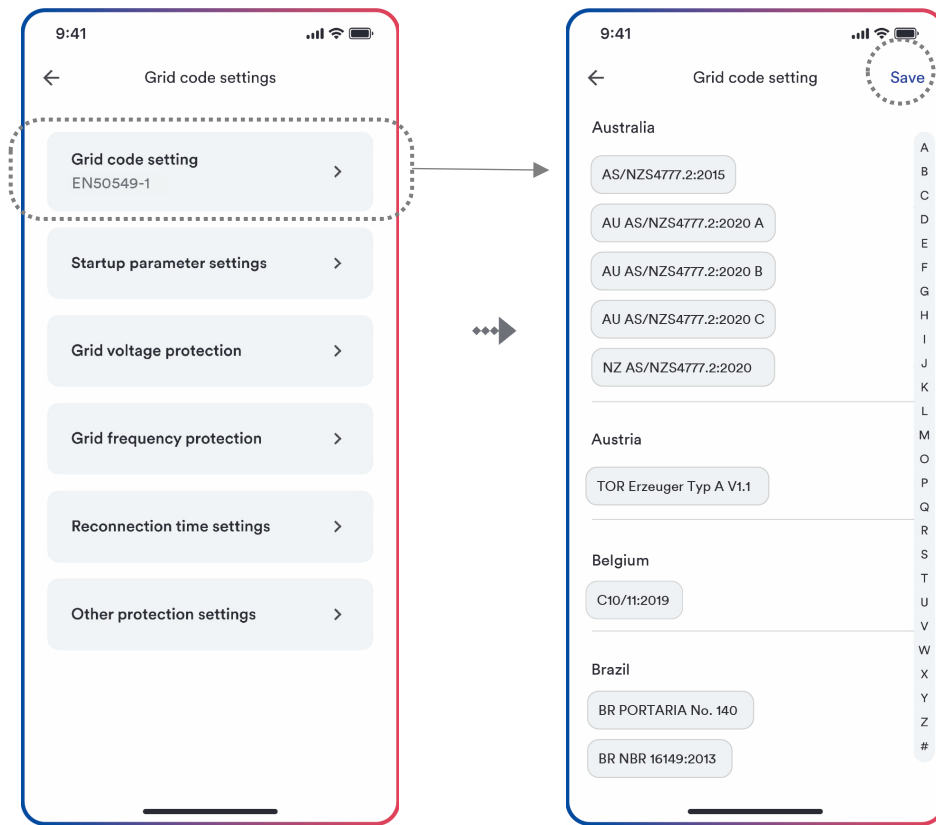 9:41
Grid code settings
Grid code setting
EN50549-1
Startup parameter settings
Grid voltage protection
Grid frequency protection
Reconnection time settings
Other protection settings
9:41
Grid code setting
Save
Australia
AS/NZS4777.2:2015
AU AS/NZS4777.2:2020 A
AU AS/NZS4777.2:2020 B
AU AS/NZS4777.2:2020 C
NZ AS/NZS4777.2:2020
Austria
TOR Erzeuger Typ A V1.1
Belgium
C10/11:2019
Brazil
BR PORTARIA No. 140
BR NBR 16149:2013
A
B
C
D
E
F
G
H
I
J
K
L
M
O
P
Q
R
S
T
U
V
W
X
Y
Z
#